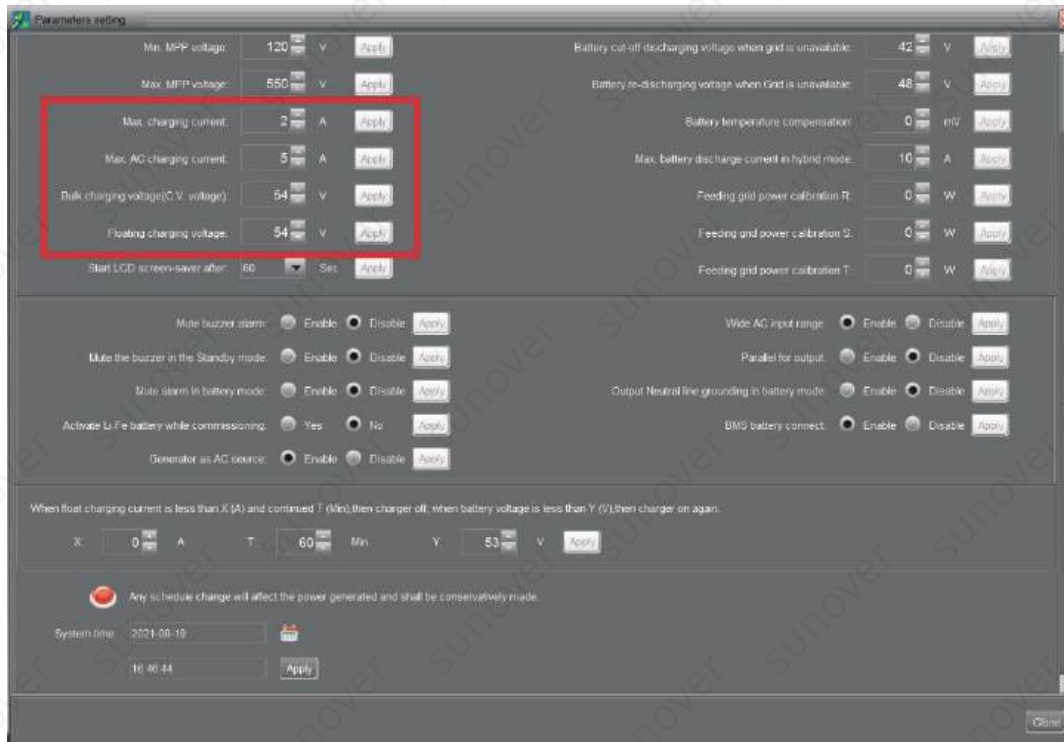 Parameters setting
Min. MPP voltage: 120 V Apply
Battery cut-off discharging voltage when grid is unavailable: 42 V Apply
Max. MPP voltage: 550 V Apply
Battery re-discharging voltage when Grid is unavailable: 48 V Apply
Max. charging current: 2 A Apply
Battery temperature compensation: 0 mV Apply
Max. AC charging current: 5 A Apply
Max. battery discharge current in hybrid mode: 10 A Apply
Bulk charging voltage(C.V. voltage): 54 V Apply
Feeding grid power calibration R: 0 W Apply
Floating charging voltage: 54 V Apply
Feeding grid power calibration S: 0 W Apply
Start LCD screen-saver after: 60 Sec Apply
Feeding grid power calibration T: 0 W Apply
Mute buzzer alarm: Enable Disable Apply
Wide AC input range: Enable Disable Apply
Mute the buzzer in the Standby mode: Enable Disable Apply
Parallel for output: Enable Disable Apply
Mute alarm in battery mode: Enable Disable Apply
Output Neutral line grounding in battery mode: Enable Disable Apply
Activate Li-Fe battery while commissioning: Yes No Apply
BMS battery connect: Enable Disable Apply
Generator as AC source: Enable Disable Apply
When float charging current is less than X (A) and continued T (Min),then charger off, when battery voltage is less than Y (V),then charger on again.
X: 0 A T: 60 Min Y: 53 V Apply
Any schedule change will affect the power generated and shall be conservatively made.
System time: 2021-08-19
16:46:44 Apply
Close
sunover